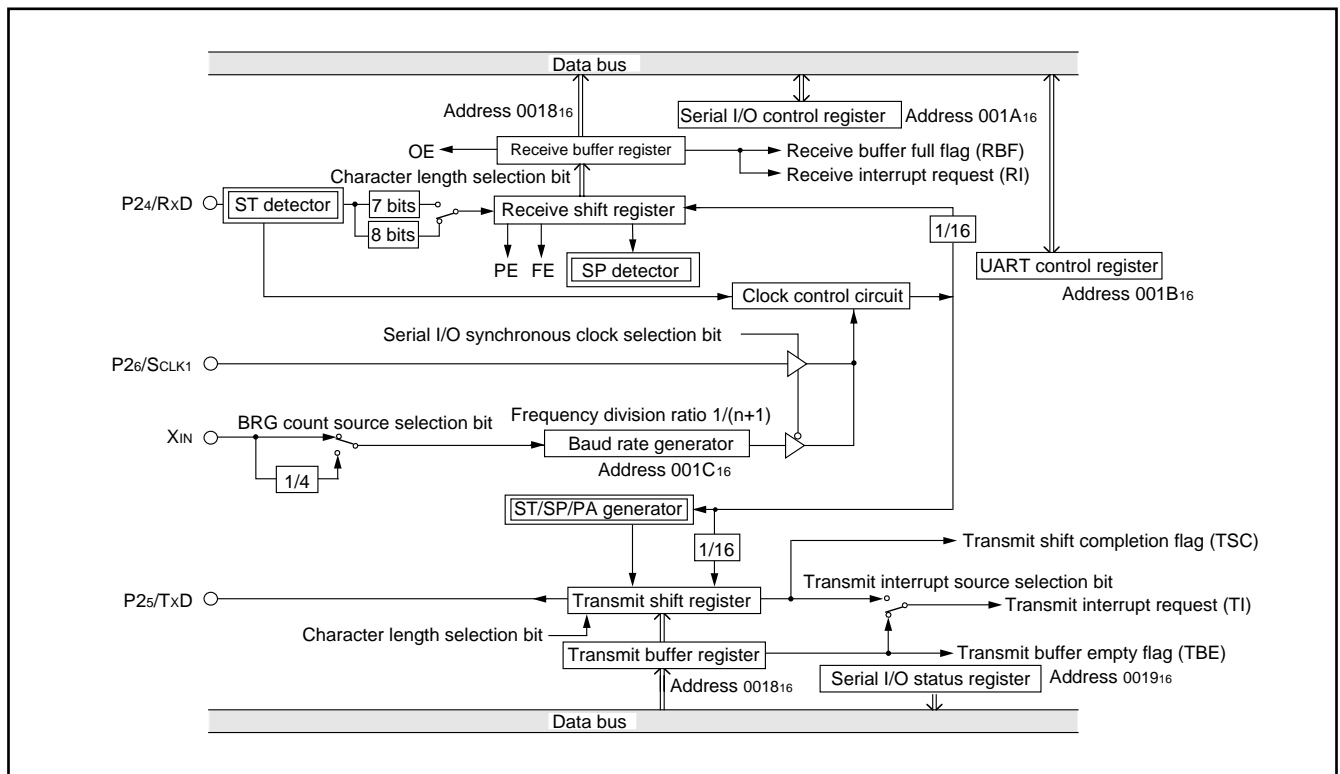 Data bus
Address 001816
Serial I/O control register Address 001A16
OE Receive buffer register Receive buffer full flag (RBF)
Character length selection bit Receive interrupt request (RI)
P24/RxD ST detector 7 bits Receive shift register
8 bits 1/16
PE FE SP detector UART control register
Clock control circuit Address 001B16
Serial I/O synchronous clock selection bit
P26/SCLK1
BRG count source selection bit Frequency division ratio 1/(n+1)
XIN Baud rate generator
1/4 Address 001C16
ST/SP/PA generator
1/16 Transmit shift completion flag (TSC)
Transmit interrupt source selection bit
P25/TxD Transmit shift register Transmit interrupt request (TI)
Character length selection bit
Transmit buffer register Transmit buffer empty flag (TBE)
Address 001816 Serial I/O status register Address 001916
Data bus